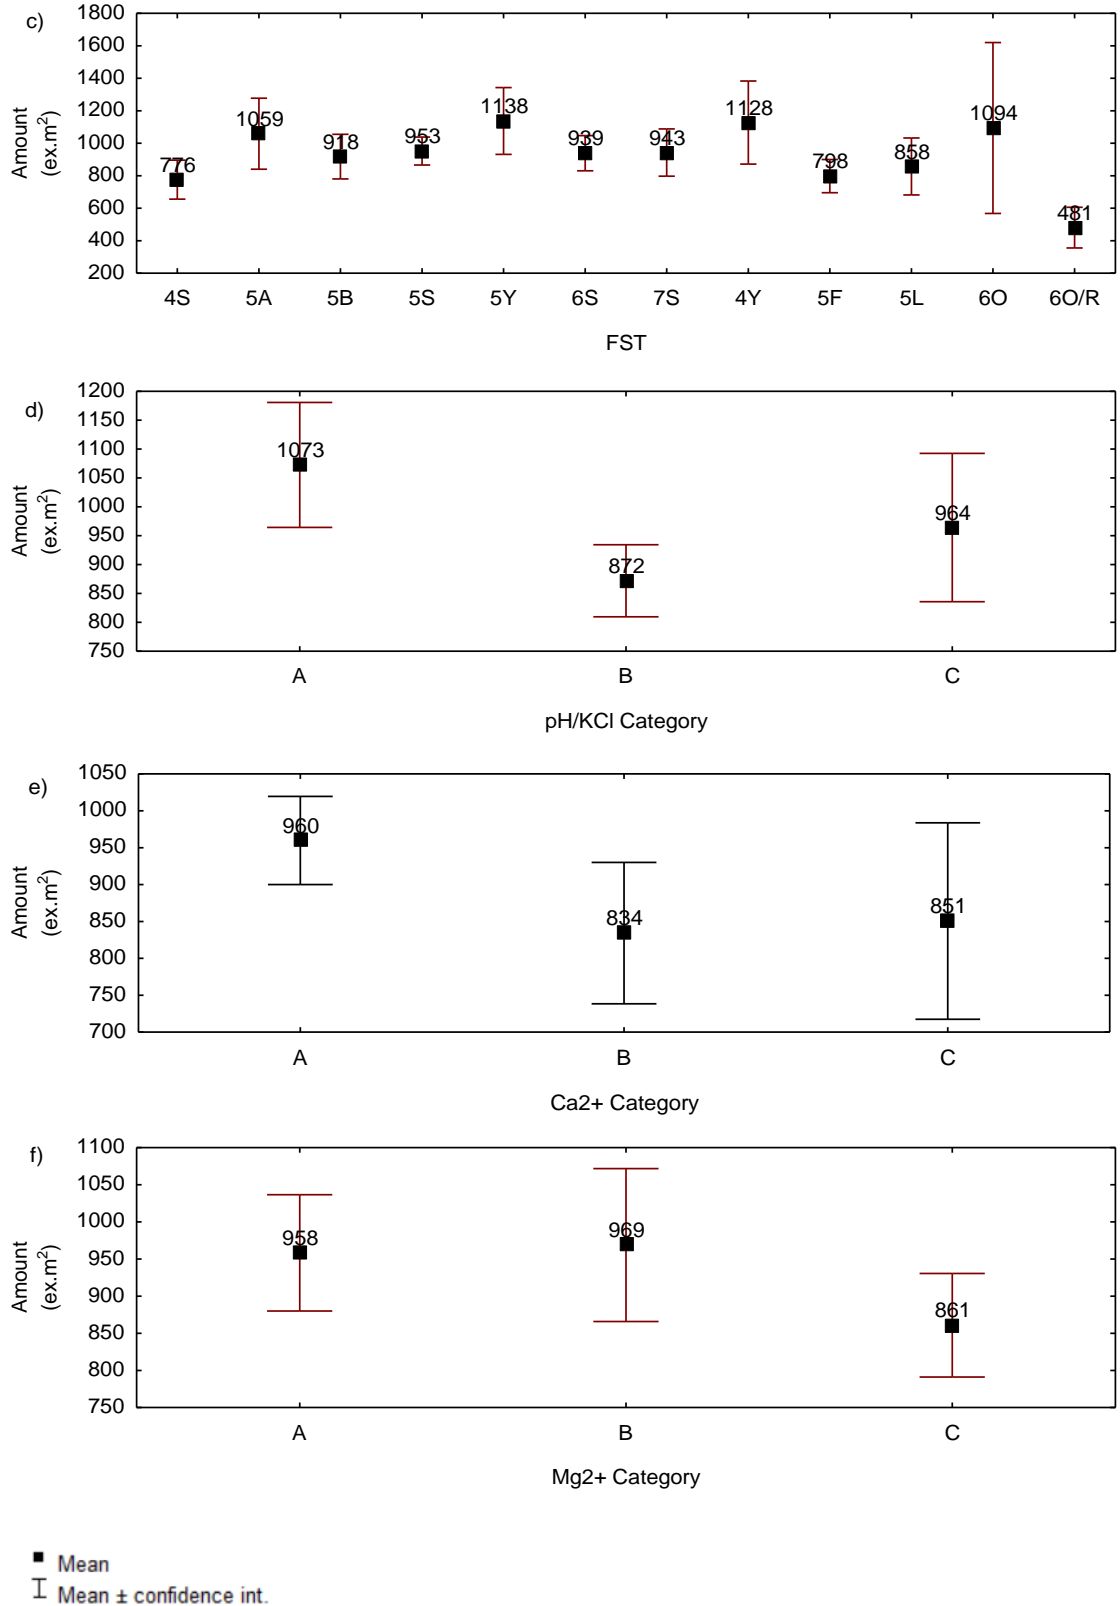 c)
1800
1600
1400
1200
1000
800
600
400
200
Amount
(ex.m²)
776
1059
918
953
1138
939
943
1128
798
858
1094
481
4S 5A 5B 5S 5Y 6S 7S 4Y 5F 5L 6O 6O/R
FST
d)
1200
1150
1100
1050
1000
950
900
850
800
750
Amount
(ex.m²)
1073
872
964
A B C
pH/KCl Category
e)
1050
1000
950
900
850
800
750
700
Amount
(ex.m²)
960
834
851
A B C
Ca2+ Category
f)
1100
1050
1000
950
900
850
800
750
Amount
(ex.m²)
958
969
861
A B C
Mg2+ Category
Mean
Mean ± confidence int.